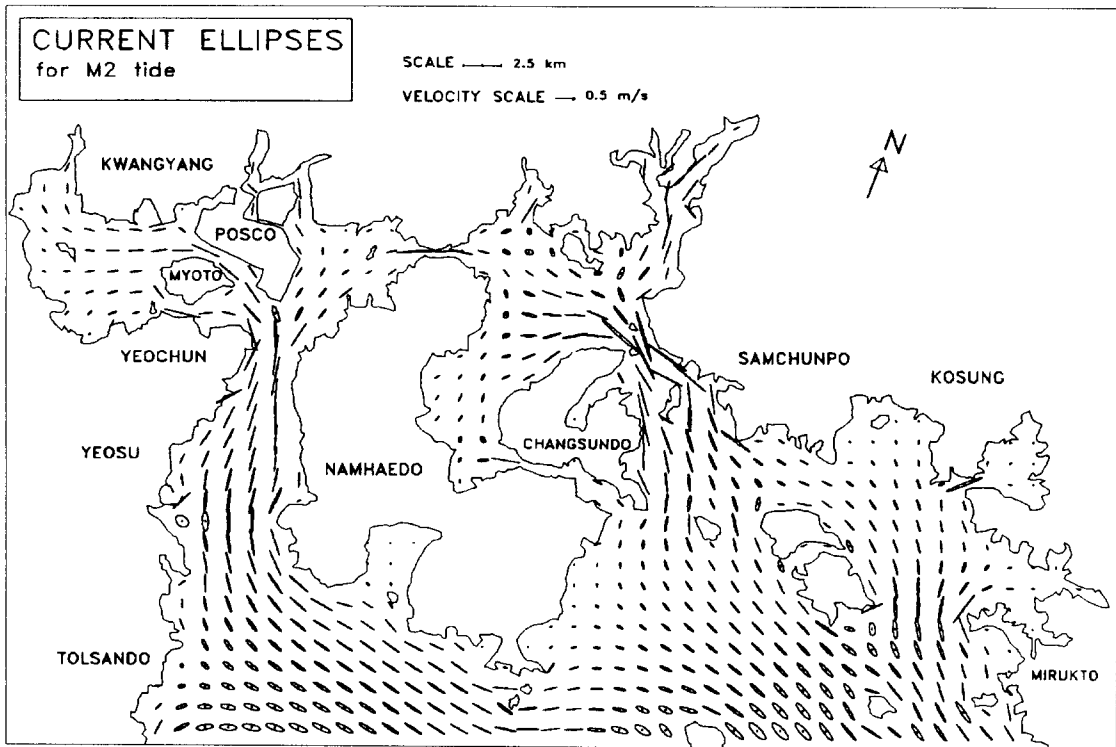 CURRENT ELLIPSES
for M2 tide
SCALE 2.5 km
VELOCITY SCALE 0.5 m/s
N
KWANGYANG
POSCO
MYOTO
YEOCHUN
SAMCHUNPO
KOSUNG
YEOSU
NAMHAEDO
CHANGSUNDO
TOLSANDO
MIRUKTO